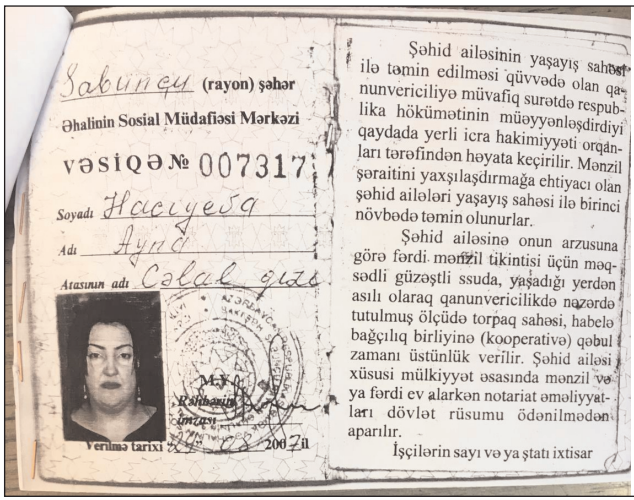 Sabunçu (rayon) şəhər
Əhalinin Sosial Müdafiəsi Mərkəzi
VƏSİQƏ № 007317
Soyadı Hacıyeva
Adı Ayna
Atasının adı Cəlal qızı
M.Y
Rəhbərin
imzası
Verilmə tarixi "29" 08 2007 il
Şəhid ailəsinin yaşayış sahəsi
ilə təmin edilməsi qüvvədə olan qa-
nunvericiliyə müvafiq surətdə respub-
lika hökümətinin müəyyənləşdirdiyi
qaydada yerli icra hakimiyyəti orqan-
ları tərəfindən həyata keçirilir. Mənzil
şəraitini yaxşılaşdırmağa ehtiyacı olan
şəhid ailələri yaşayış sahəsi ilə birinci
növbədə təmin olunurlar.
Şəhid ailəsinə onun arzusuna
görə fərdi mənzil tikintisi üçün məq-
sədli güzəştli ssuda, yaşadığı yerdən
asılı olaraq qanunvericilikdə nəzərdə
tutulmuş ölçüdə torpaq sahəsi, habelə
bağçılıq birliyinə (kooperativə) qəbul
zamanı üstünlük verilir. Şəhid ailəsi
xüsusi mülkiyyət əsasında mənzil və
ya fərdi ev alarkən notariat əməliyyat-
ları dövlət rüsumu ödənilmədən
aparılır.
İşçilərin sayı və ya ştatı ixtisar